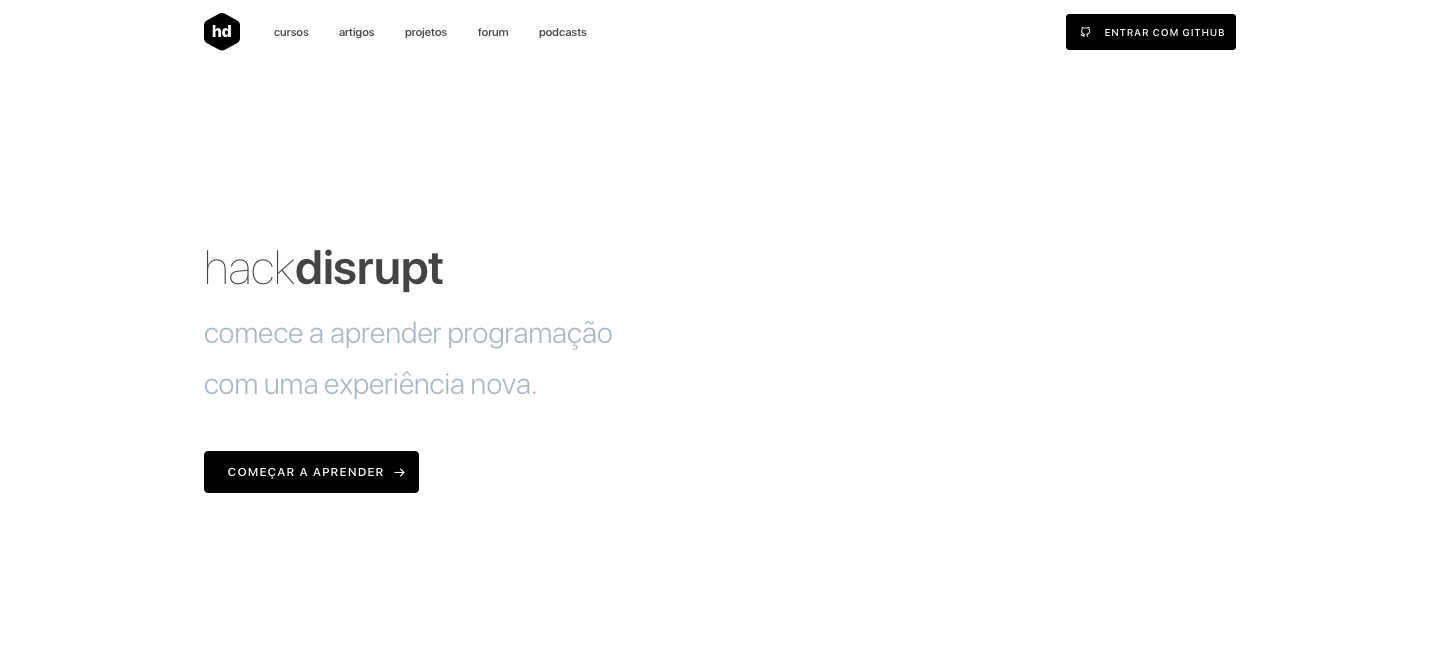 hd
cursos
artigos
projetos
forum
podcasts
ENTRAR COM GITHUB
hackdisrupt
comece a aprender programação
com uma experiência nova.
COMEÇAR A APRENDER →